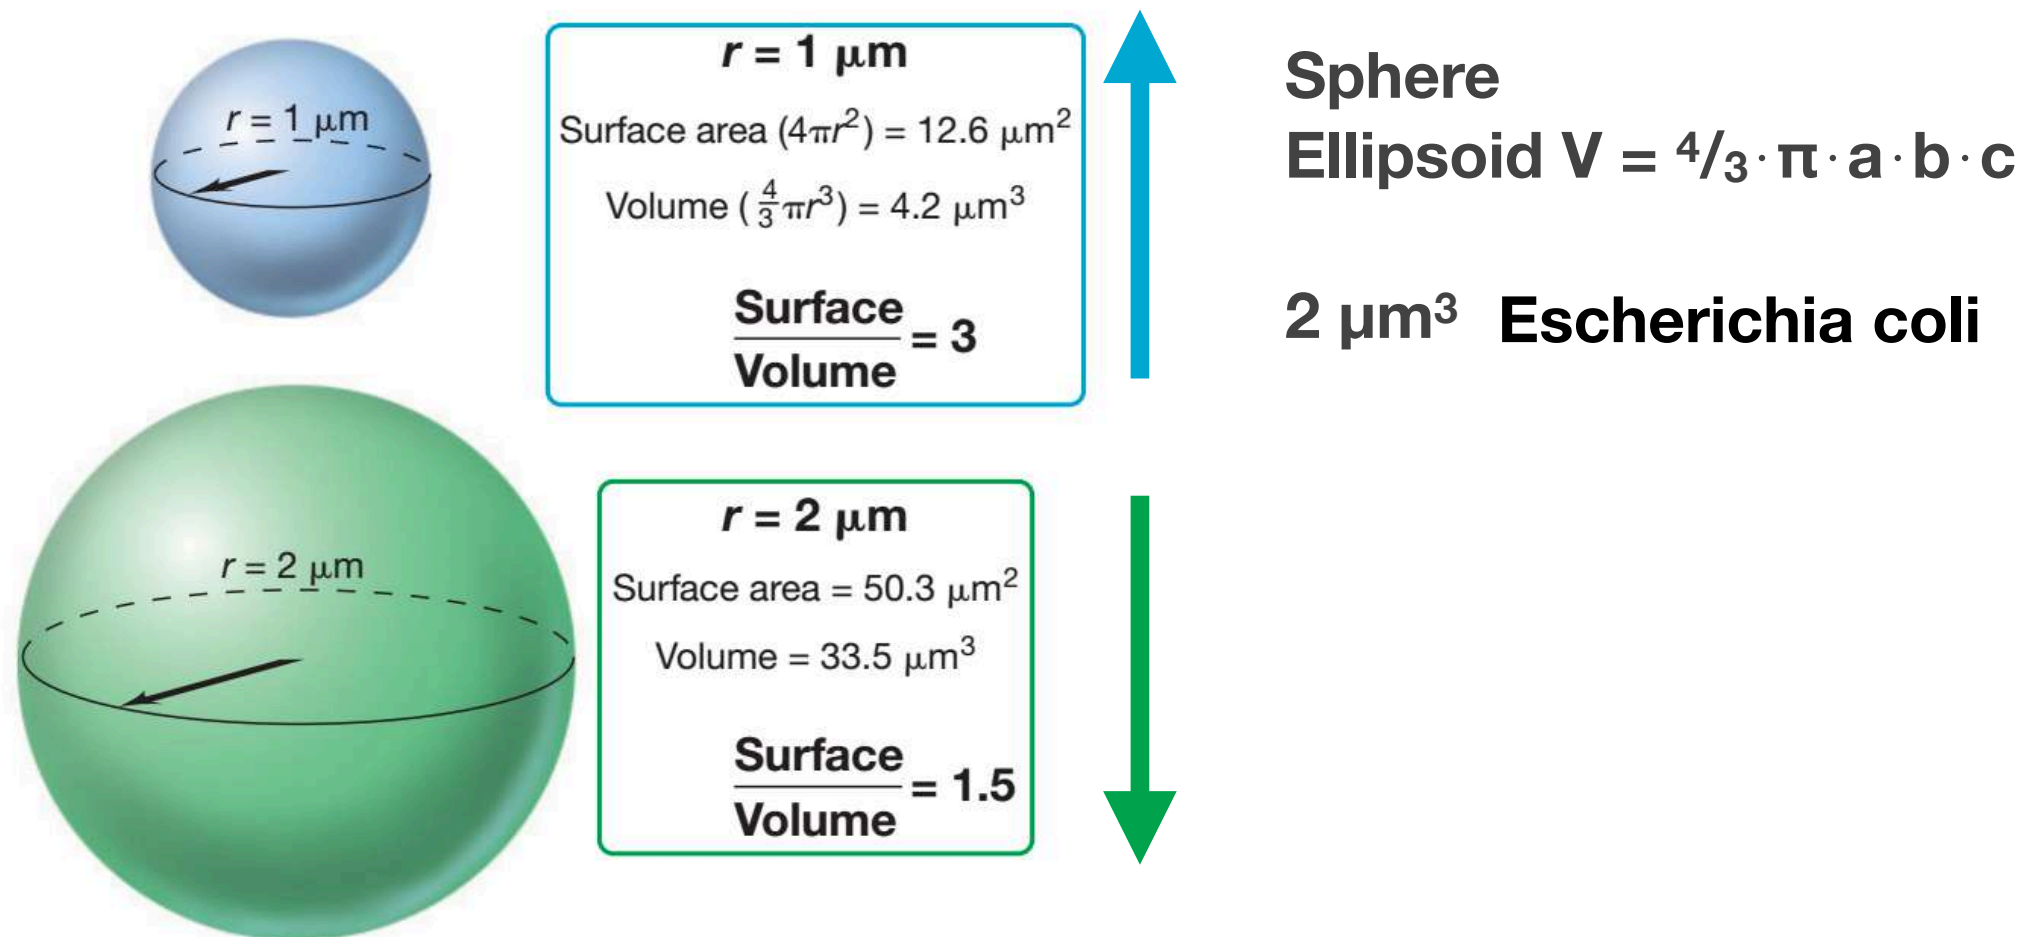 r = 1 μm
r = 1 μm
Surface area (4πr²) = 12.6 μm²
Volume (4/3 πr³) = 4.2 μm³
Surface
Volume
= 3
r = 2 μm
r = 2 μm
Surface area = 50.3 μm²
Volume = 33.5 μm³
Surface
Volume
= 1.5
Sphere
Ellipsoid V = ⁴/₃ · π · a · b · c
2 µm³ Escherichia coli